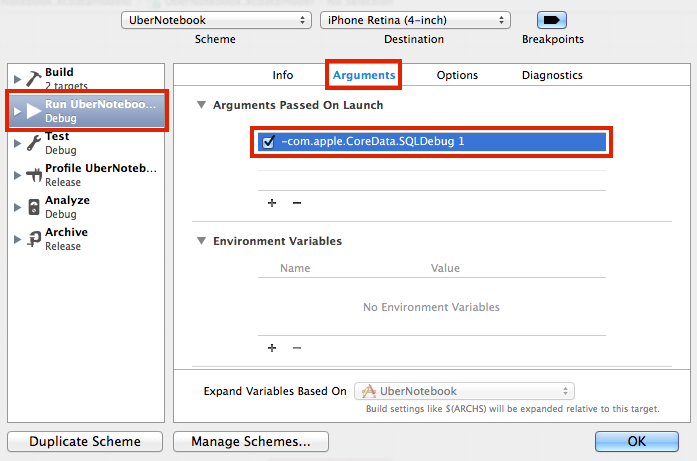 UberNotebook
iPhone Retina (4-inch)
Scheme
Destination
Breakpoints
Build
2 targets
Run UberNoteboo...
Debug
Test
Debug
Profile UberNoteb...
Release
Analyze
Debug
Archive
Release
Info
Arguments
Options
Diagnostics
Arguments Passed On Launch
-com.apple.CoreData.SQLDebug 1
+ −
Environment Variables
Name
Value
No Environment Variables
+ −
Expand Variables Based On
UberNotebook
Build settings like $(ARCHS) will be expanded relative to this target.
Duplicate Scheme
Manage Schemes...
OK